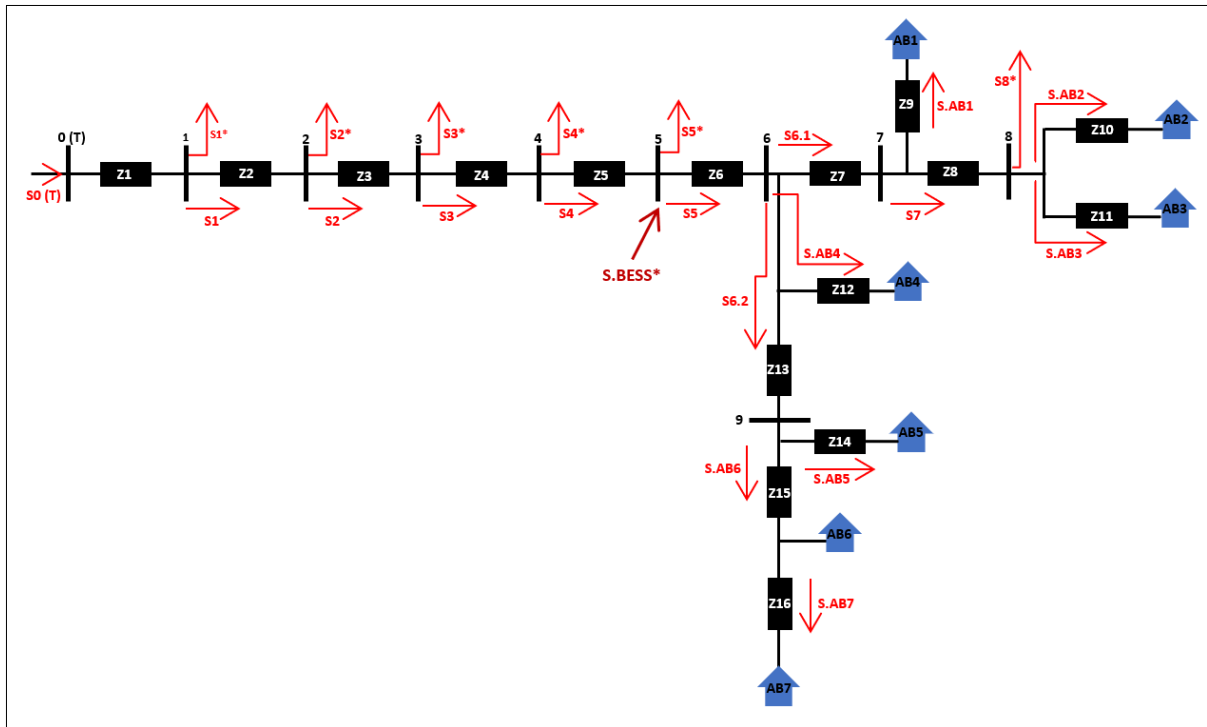 AB1
Z9
S.AB1
S8*
S.AB2
Z10
AB2
0 (T)
1
S1*
2
S2*
3
S3*
4
S4*
5
S5*
6
S6.1
7
8
S0 (T)
Z1
Z2
Z3
Z4
Z5
Z6
Z7
Z8
S1
S2
S3
S4
S5
S7
Z11
AB3
S.AB3
S.BESS*
S.AB4
S6.2
Z12
AB4
Z13
9
Z14
AB5
S.AB6
S.AB5
Z15
AB6
Z16
S.AB7
AB7